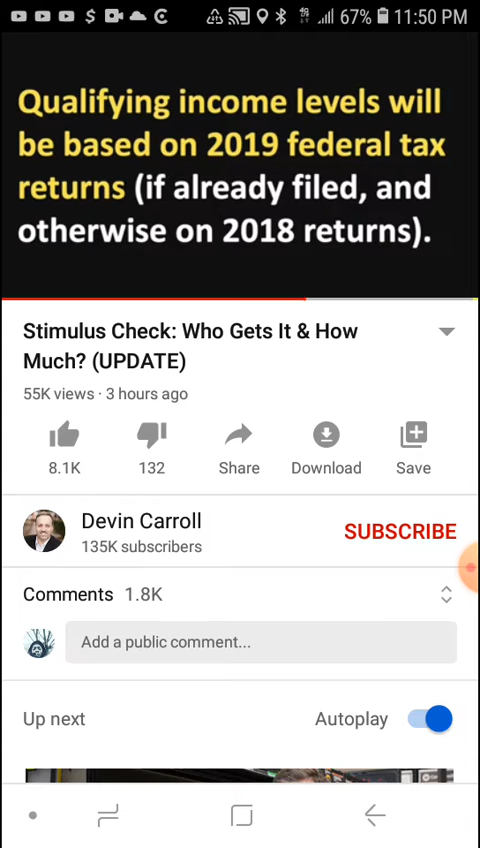 67% 11:50 PM
Qualifying income levels will
be based on 2019 federal tax
returns (if already filed, and
otherwise on 2018 returns).
Stimulus Check: Who Gets It & How
Much? (UPDATE)
55K views · 3 hours ago
8.1K 132 Share Download Save
Devin Carroll
135K subscribers
SUBSCRIBE
Comments 1.8K
Add a public comment...
Up next Autoplay